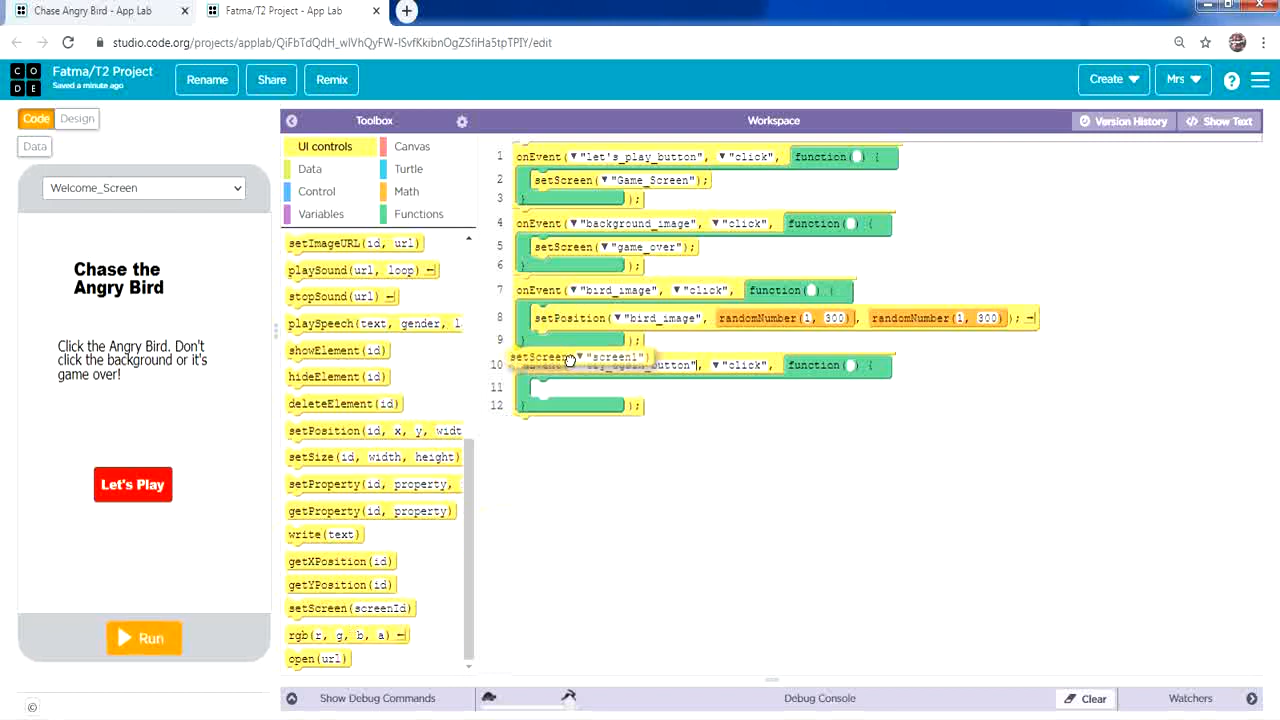 Chase Angry Bird - App Lab
Fatma/T2 Project - App Lab
studio.code.org/projects/applab/QiFbTdQdH_wIVhQyFW-ISvfKkibnOgZSfiHa5tpTPIY/edit
CO
DE
Fatma/T2 Project
Saved a minute ago
Rename
Share
Remix
Create
Mrs
?
Code
Design
Data
Toolbox
Workspace
Version History
Show Text
Welcome_Screen
Chase the
Angry Bird
Click the Angry Bird. Don't
click the background or it's
game over!
Let's Play
Run
UI controls
Canvas
Data
Turtle
Control
Math
Variables
Functions
setImageURL(id, url)
playSound(url, loop)
stopSound(url)
playSpeech(text, gender, l
showElement(id)
hideElement(id)
deleteElement(id)
setPosition(id, x, y, widt
setSize(id, width, height)
setProperty(id, property,
getProperty(id, property)
write(text)
getXPosition(id)
getYPosition(id)
setScreen(screenId)
rgb(r, g, b, a)
open(url)
1 onEvent("let's_play_button", "click", function() {
2 setScreen("Game_Screen");
3 });
4 onEvent("background_image", "click", function() {
5 setScreen("game_over");
6 });
7 onEvent("bird_image", "click", function() {
8 setPosition("bird_image", randomNumber(1, 300), randomNumber(1, 300));
9 });
setScreen("screen1")
10 "click", function() {
11
12 });
Show Debug Commands
Debug Console
Clear
Watchers
©